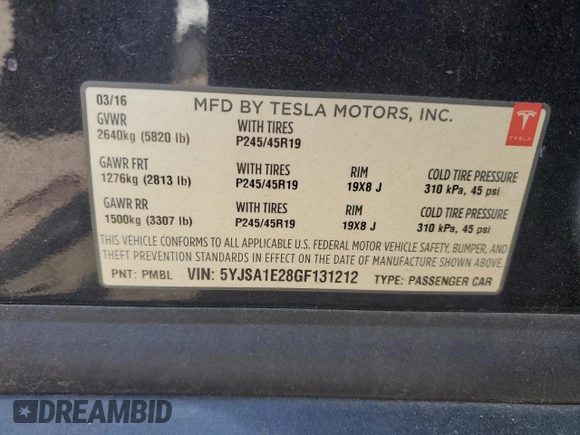 03/16 MFD BY TESLA MOTORS, INC.
GVWR WITH TIRES
2640kg (5820 lb) P245/45R19
TESLA
GAWR FRT WITH TIRES RIM COLD TIRE PRESSURE
1276kg (2813 lb) P245/45R19 19X8 J 310 kPa, 45 psi
GAWR RR WITH TIRES RIM COLD TIRE PRESSURE
1500kg (3307 lb) P245/45R19 19X8 J 310 kPa, 45 psi
THIS VEHICLE CONFORMS TO ALL APPLICABLE U.S. FEDERAL MOTOR VEHICLE SAFETY, BUMPER, AND
THEFT PREVENTION STANDARDS IN EFFECT ON THE DATE OF MANUFACTURE SHOWN ABOVE.
PNT: PMBL VIN: 5YJSA1E28GF131212 TYPE: PASSENGER CAR
DREAMBID